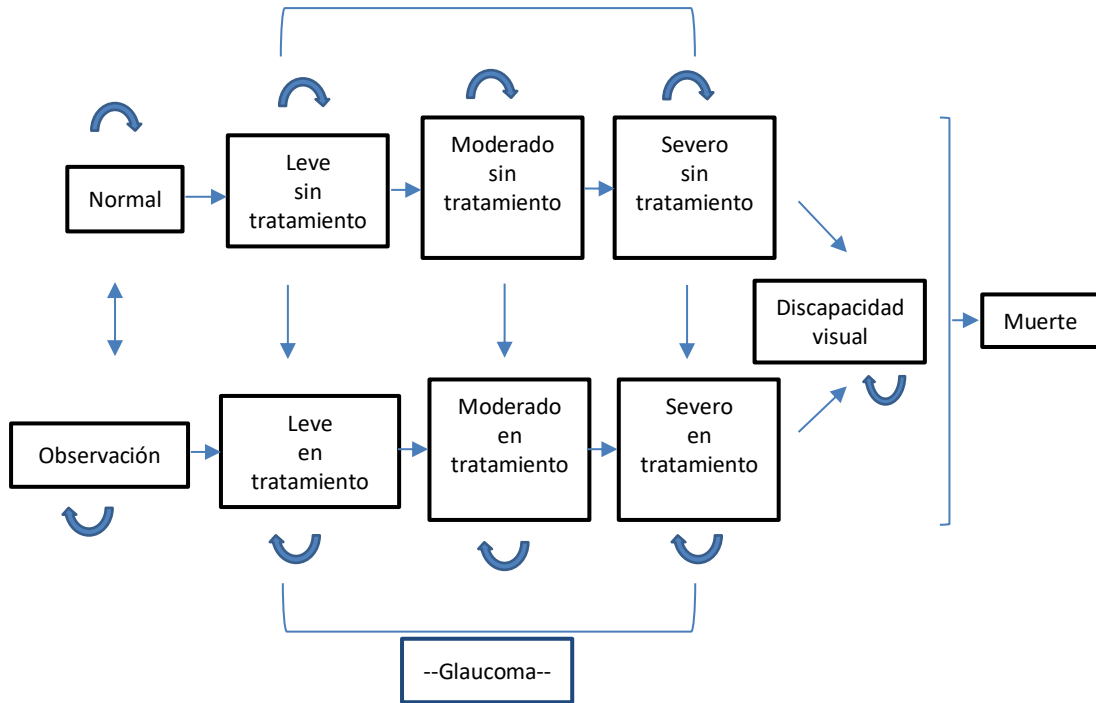 Normal
Leve
sin
tratamiento
Moderado
sin
tratamiento
Severo
sin
tratamiento
Discapacidad
visual
Muerte
Observación
Leve
en
tratamiento
Moderado
en
tratamiento
Severo
en
tratamiento
--Glaucoma--